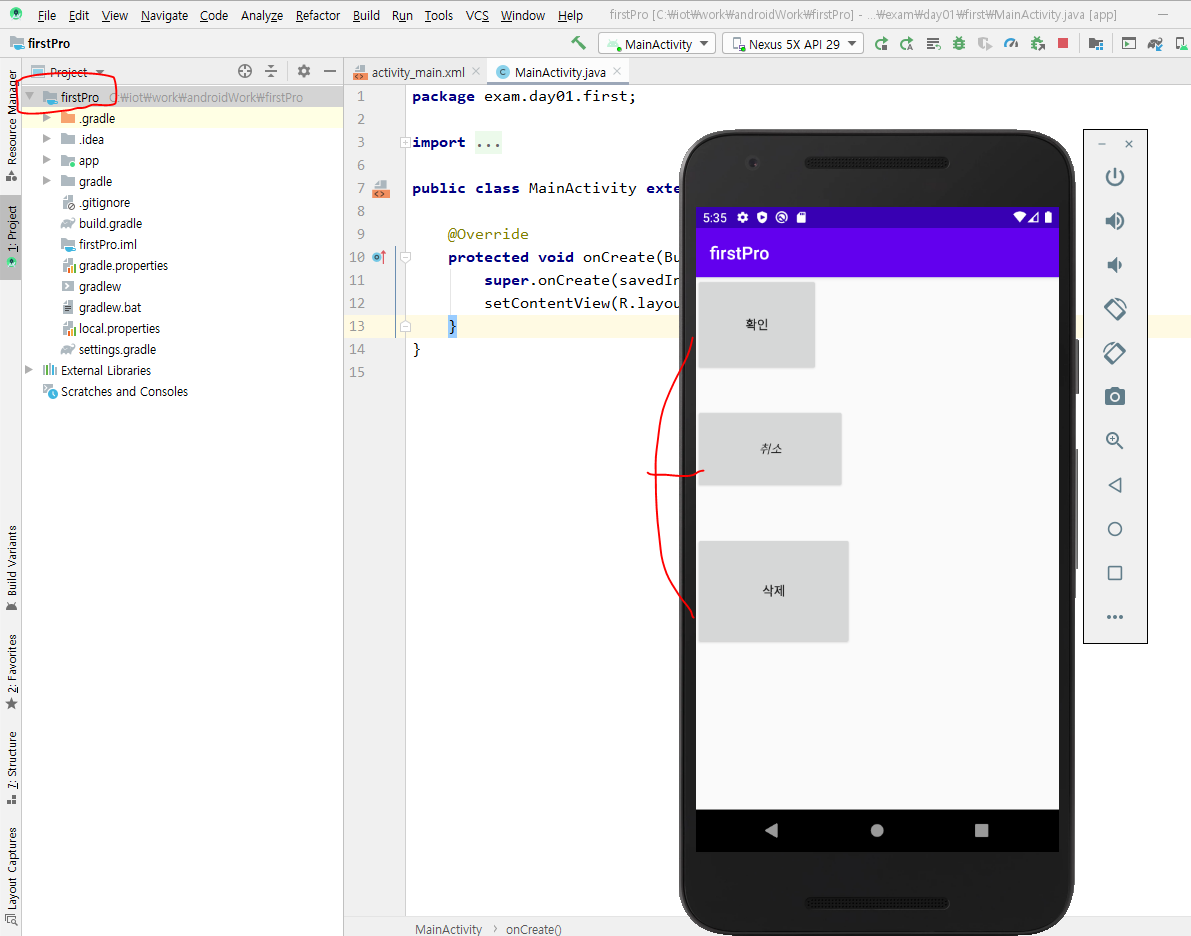 File Edit View Navigate Code Analyze Refactor Build Run Tools VCS Window Help firstPro [C:₩iot₩work₩androidWork₩firstPro] - ...₩exam₩day01₩first₩MainActivity.java [app]
firstPro
MainActivity
Nexus 5X API 29
Resource Manager
1: Project
Build Variants
2: Favorites
7: Structure
Layout Captures
Project
firstPro C:₩iot₩work₩androidWork₩firstPro
.gradle
.idea
app
gradle
.gitignore
build.gradle
firstPro.iml
gradle.properties
gradlew
gradlew.bat
local.properties
settings.gradle
External Libraries
Scratches and Consoles
activity_main.xml
MainActivity.java
1 package exam.day01.first;
2
3 import ...
6
7 public class MainActivity exte
8
9 @Override
10 protected void onCreate(Bu
11 super.onCreate(savedIn
12 setContentView(R.layou
13 }
14 }
15
5:35
firstPro
확인
취소
삭제
MainActivity > onCreate()